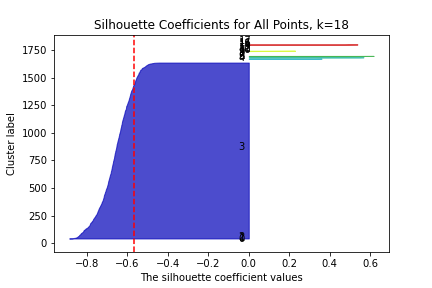 Silhouette Coefficients for All Points, k=18
Cluster label
1750
1500
1250
1000
750
500
250
0
3
−0.8 −0.6 −0.4 −0.2 0.0 0.2 0.4 0.6
The silhouette coefficient values